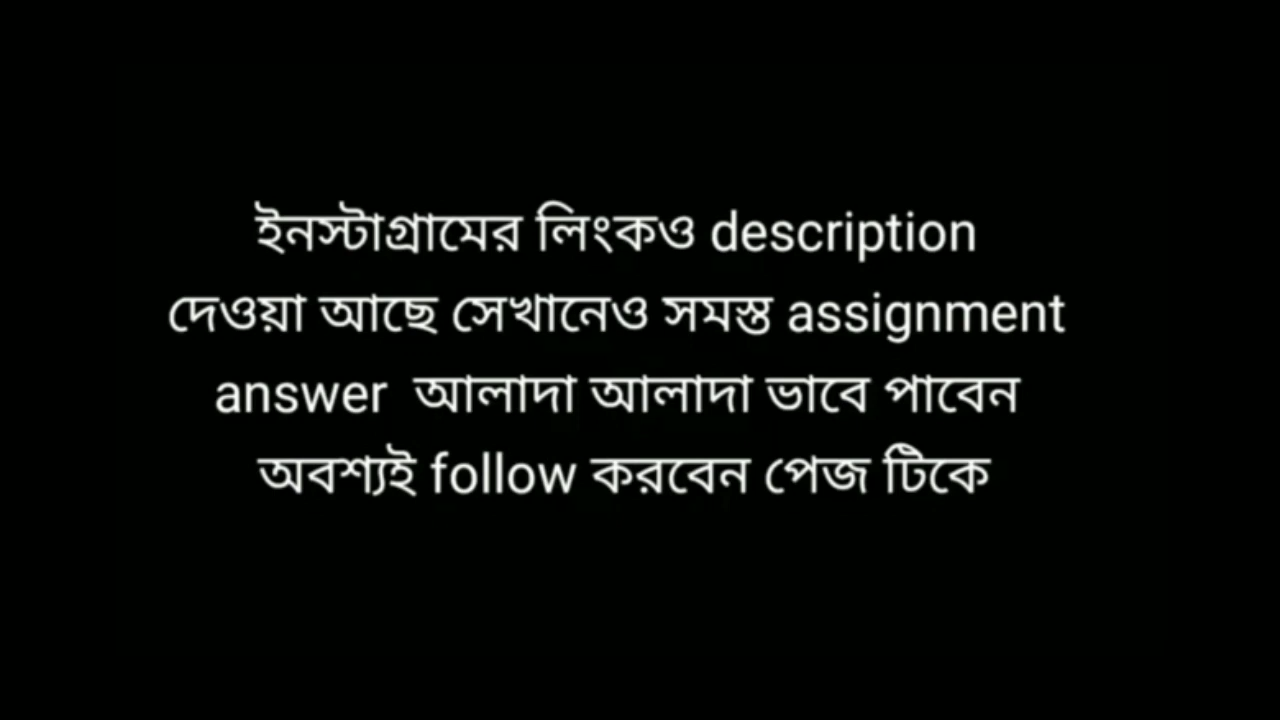 ইনস্টাগ্রামের লিংকও description
দেওয়া আছে সেখানেও সমস্ত assignment
answer আলাদা আলাদা ভাবে পাবেন
অবশ্যই follow করবেন পেজ টিকে